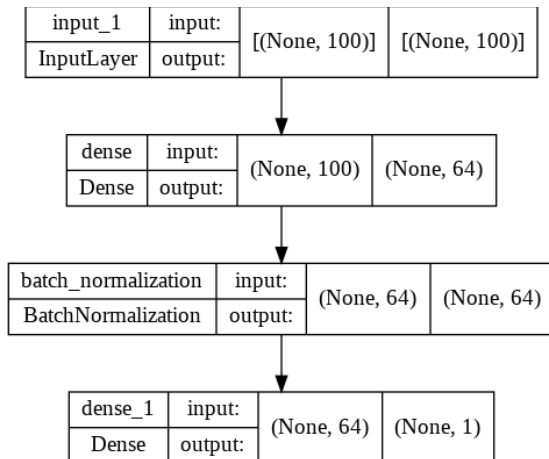 input_1 input: [(None, 100)] [(None, 100)]
InputLayer output:
dense input: (None, 100) (None, 64)
Dense output:
batch_normalization input: (None, 64) (None, 64)
BatchNormalization output:
dense_1 input: (None, 64) (None, 1)
Dense output: